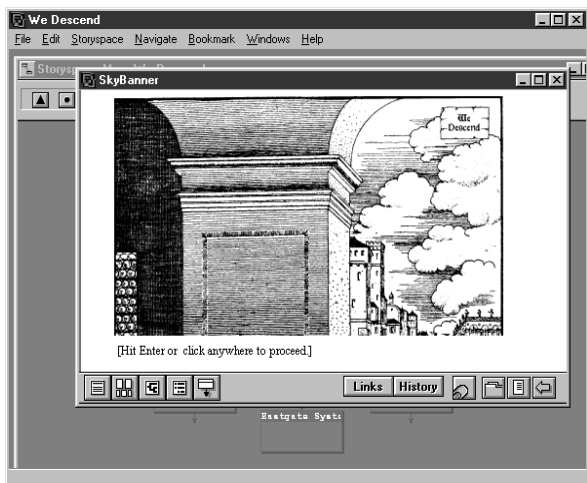 We Descend
File Edit Storyspace Navigate Bookmark Windows Help
SkyBanner
We
Descend
[Hit Enter or click anywhere to proceed.]
Links History
Eastgate